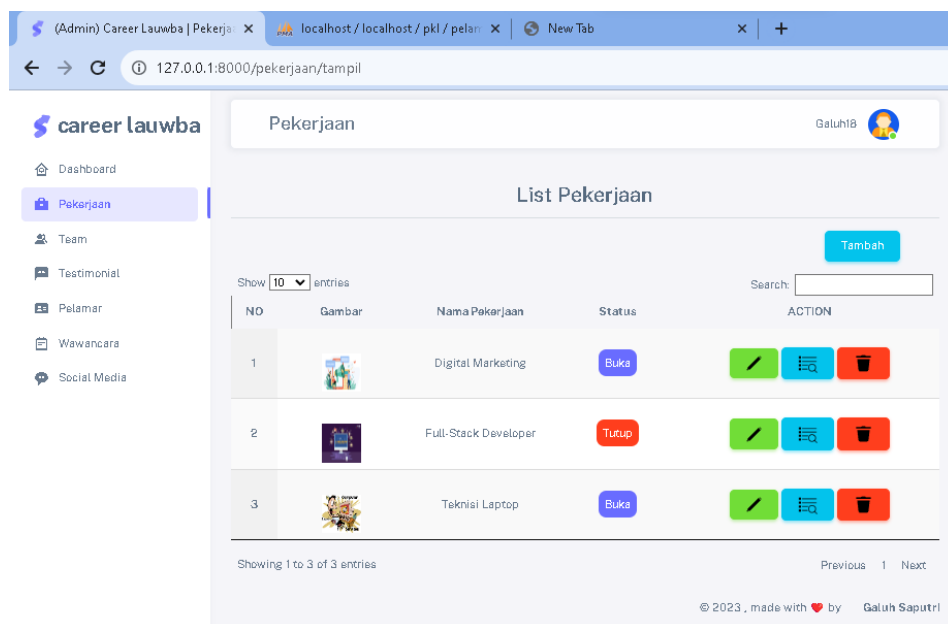 (Admin) Career Lauwba | Pekerja
localhost / localhost / pkl / pelam
New Tab
127.0.0.1:8000/pekerjaan/tampil
career lauwba
Pekerjaan
Galuh18
Dashboard
Pekerjaan
Team
Testimonial
Pelamar
Wawancara
Social Media
List Pekerjaan
Tambah
Show 10 entries
Search:
NO Gambar Nama Pekerjaan Status ACTION
1 Digital Marketing Buka
2 Full-Stack Developer Tutup
3 Teknisi Laptop Buka
Showing 1 to 3 of 3 entries
Previous 1 Next
© 2023 , made with ❤ by Galuh Saputri